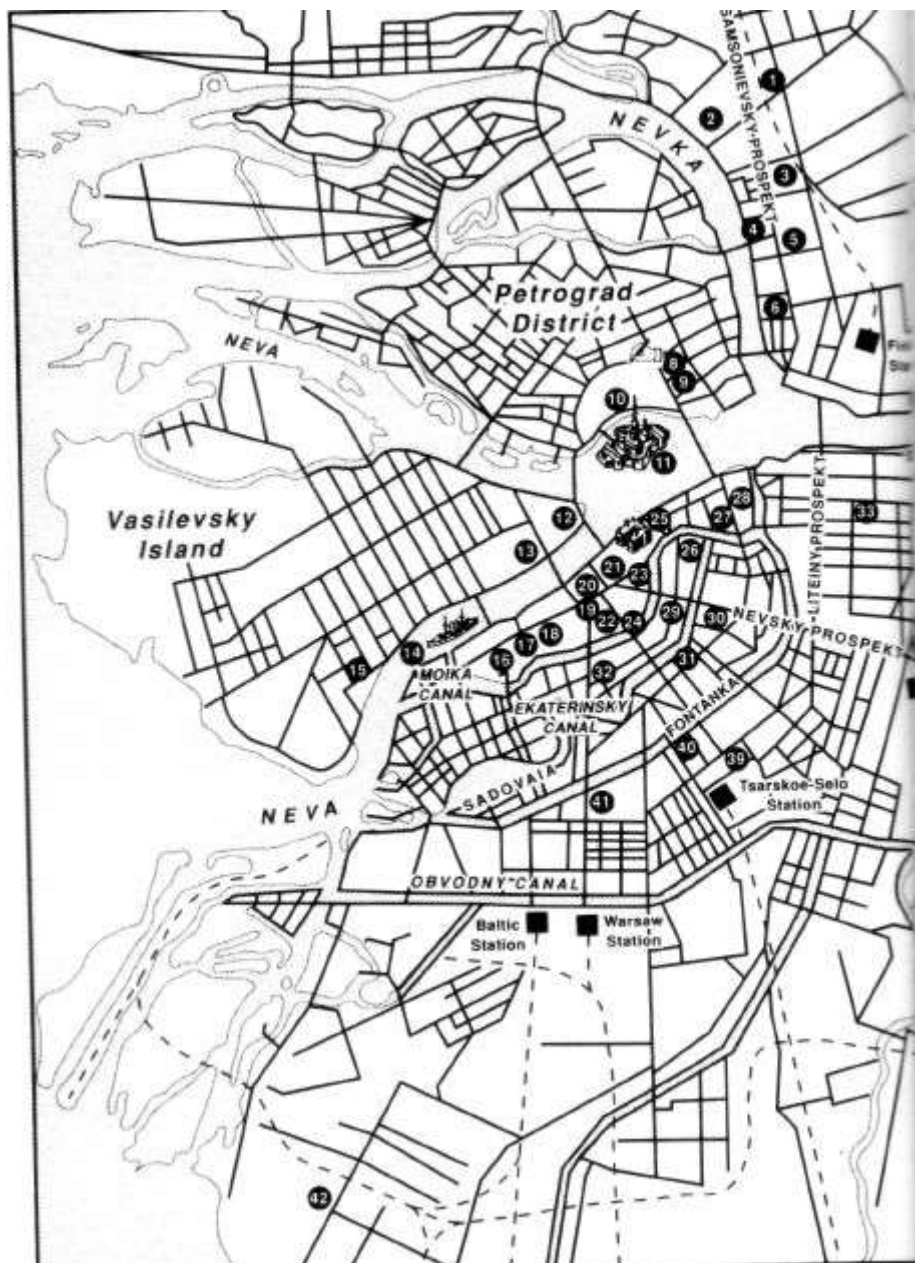 SAMSONIEVSKY PROSPEKT
1
2
NEVKA
3
4
5
6
Petrograd
District
NEVA
8
9
10
11
LITEINY-PROSPEKT
28
33
27
25
12
26
13
Vasilevsky
Island
21
23
20
19
22
24
29
30
NEVSKY PROSPEKT
18
17
16
14
15
31
32
MOIKA
CANAL
EKATERINSKY
CANAL
FONTANKA
40
39
SADOVAIA
41
Tsarskoe-Selo
Station
NEVA
OBVODNY CANAL
Baltic
Station
Warsaw
Station
42